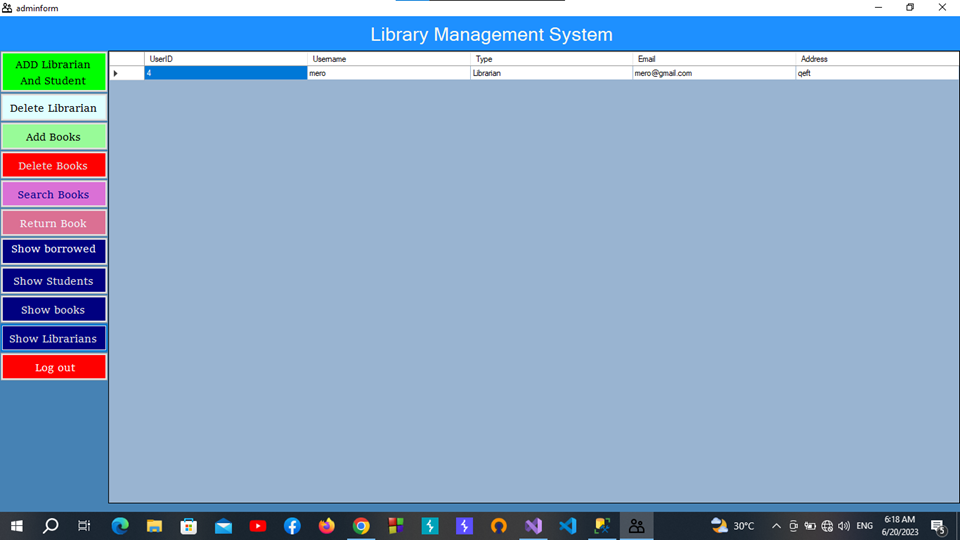 adminform
Library Management System
ADD Librarian
And Student
Delete Librarian
Add Books
Delete Books
Search Books
Return Book
Show borrowed
Show Students
Show books
Show Librarians
Log out
UserID Username Type Email Address
4 mero Librarian mero@gmail.com qeft
30°C
ENG
6:18 AM
6/20/2023
5